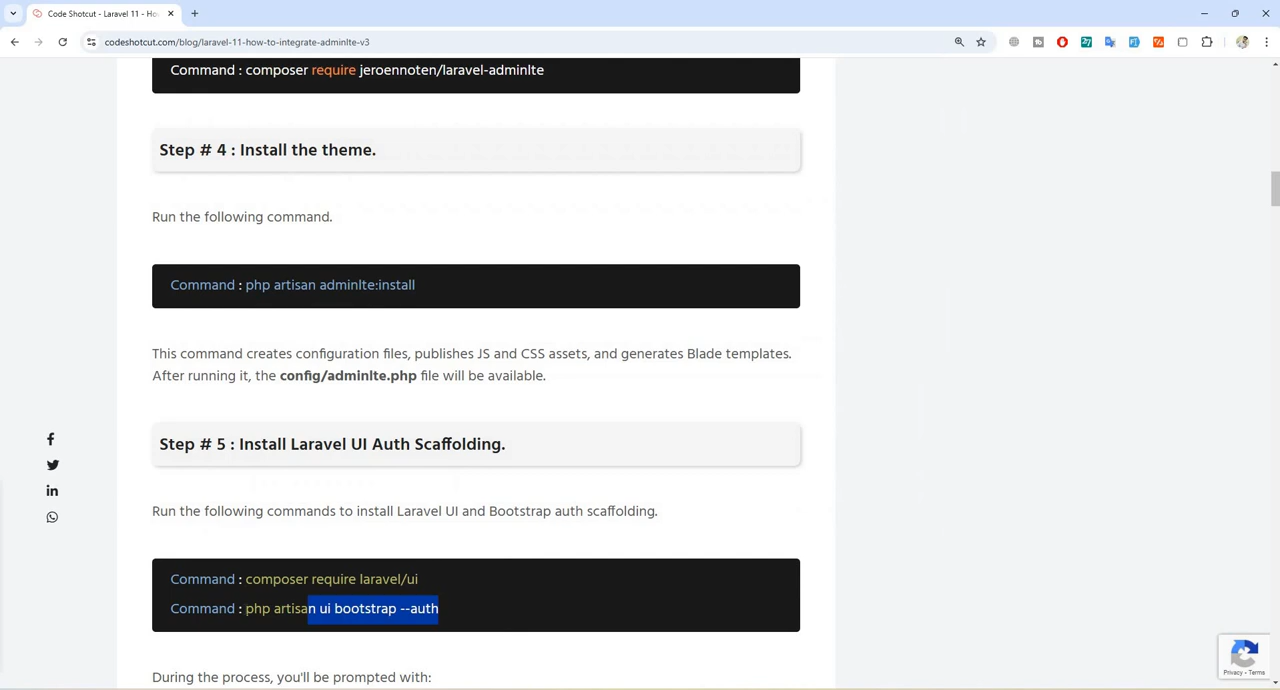 Code Shotcut - Laravel 11 - Ho
codeshotcut.com/blog/laravel-11-how-to-integrate-adminlte-v3
Command : composer require jeroennoten/laravel-adminlte
Step # 4 : Install the theme.
Run the following command.
Command : php artisan adminlte:install
This command creates configuration files, publishes JS and CSS assets, and generates Blade templates.
After running it, the config/adminlte.php file will be available.
Step # 5 : Install Laravel UI Auth Scaffolding.
Run the following commands to install Laravel UI and Bootstrap auth scaffolding.
Command : composer require laravel/ui
Command : php artisan ui bootstrap --auth
During the process, you'll be prompted with:
Privacy - Terms